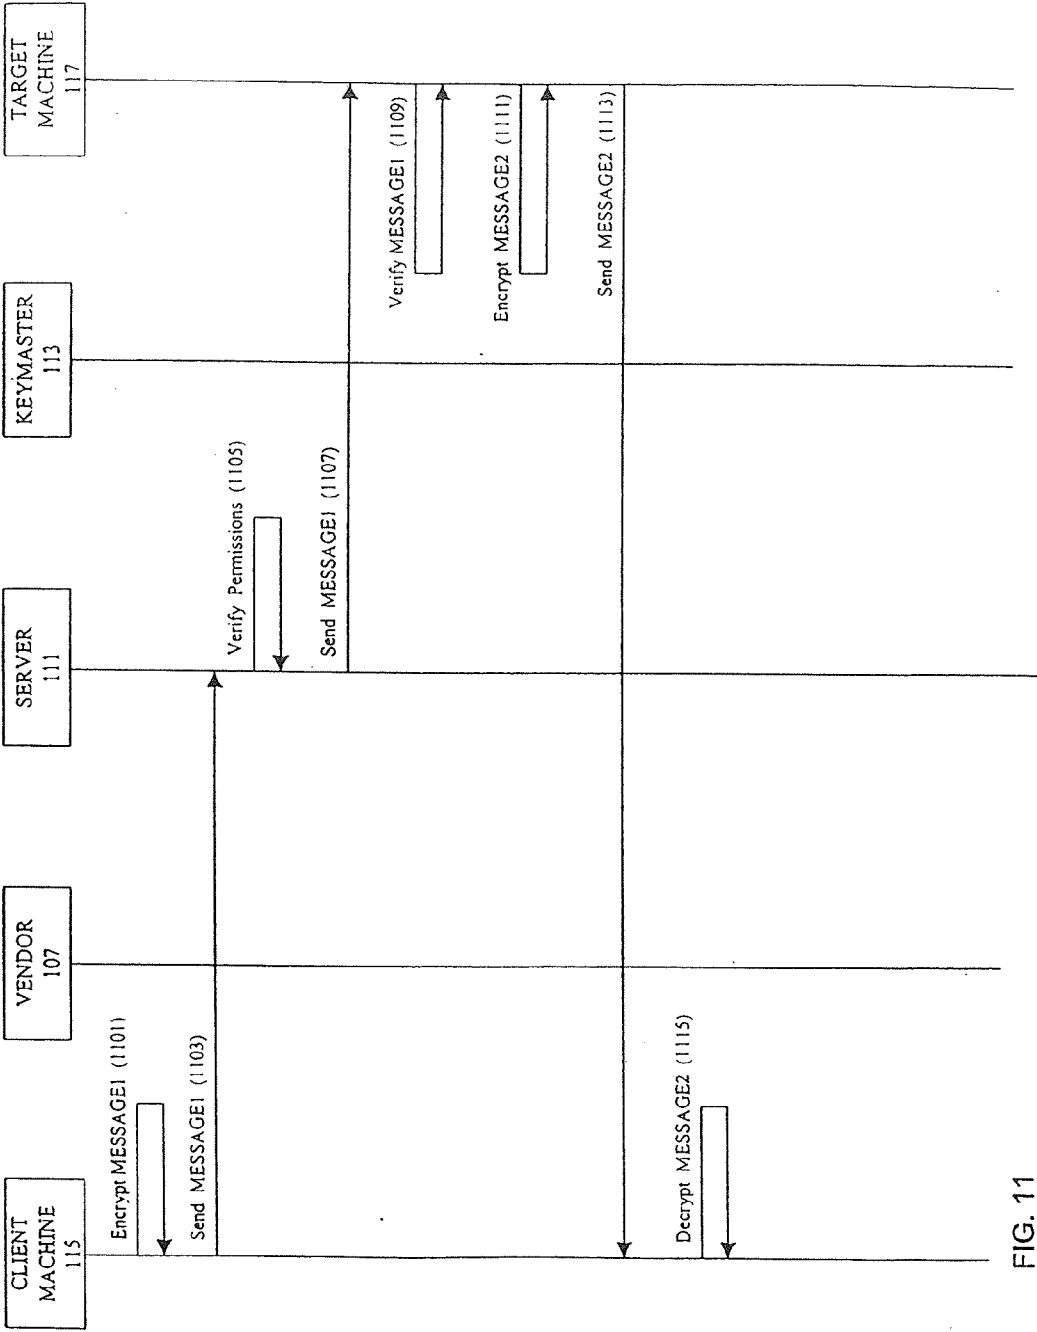 CLIENT
MACHINE
115
VENDOR
107
SERVER
111
KEYMASTER
113
TARGET
MACHINE
117
Encrypt MESSAGE1 (1101)
Send MESSAGE1 (1103)
Verify Permissions (1105)
Send MESSAGE1 (1107)
Verify MESSAGE1 (1109)
Encrypt MESSAGE2 (1111)
Send MESSAGE2 (1113)
Decrypt MESSAGE2 (1115)
FIG. 11